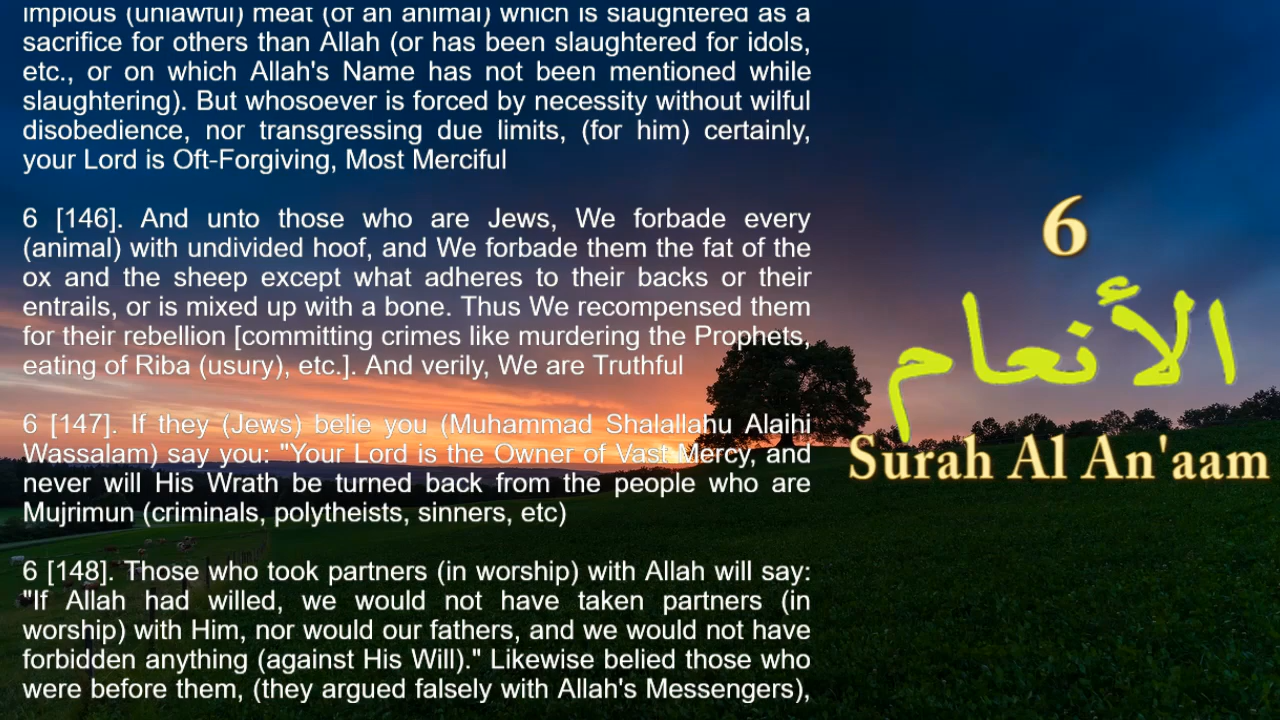 impious (unlawful) meat (of an animal) which is slaughtered as a
sacrifice for others than Allah (or has been slaughtered for idols,
etc., or on which Allah's Name has not been mentioned while
slaughtering). But whosoever is forced by necessity without wilful
disobedience, nor transgressing due limits, (for him) certainly,
your Lord is Oft-Forgiving, Most Merciful
6 [146]. And unto those who are Jews, We forbade every
(animal) with undivided hoof, and We forbade them the fat of the
ox and the sheep except what adheres to their backs or their
entrails, or is mixed up with a bone. Thus We recompensed them
for their rebellion [committing crimes like murdering the Prophets,
eating of Riba (usury), etc.]. And verily, We are Truthful
6 [147]. If they (Jews) belie you (Muhammad Shalallahu Alaihi
Wassalam) say you: "Your Lord is the Owner of Vast Mercy, and
never will His Wrath be turned back from the people who are
Mujrimun (criminals, polytheists, sinners, etc)
6 [148]. Those who took partners (in worship) with Allah will say:
"If Allah had willed, we would not have taken partners (in
worship) with Him, nor would our fathers, and we would not have
forbidden anything (against His Will)." Likewise belied those who
were before them, (they argued falsely with Allah's Messengers),
6
الأنعام
Surah Al An'aam